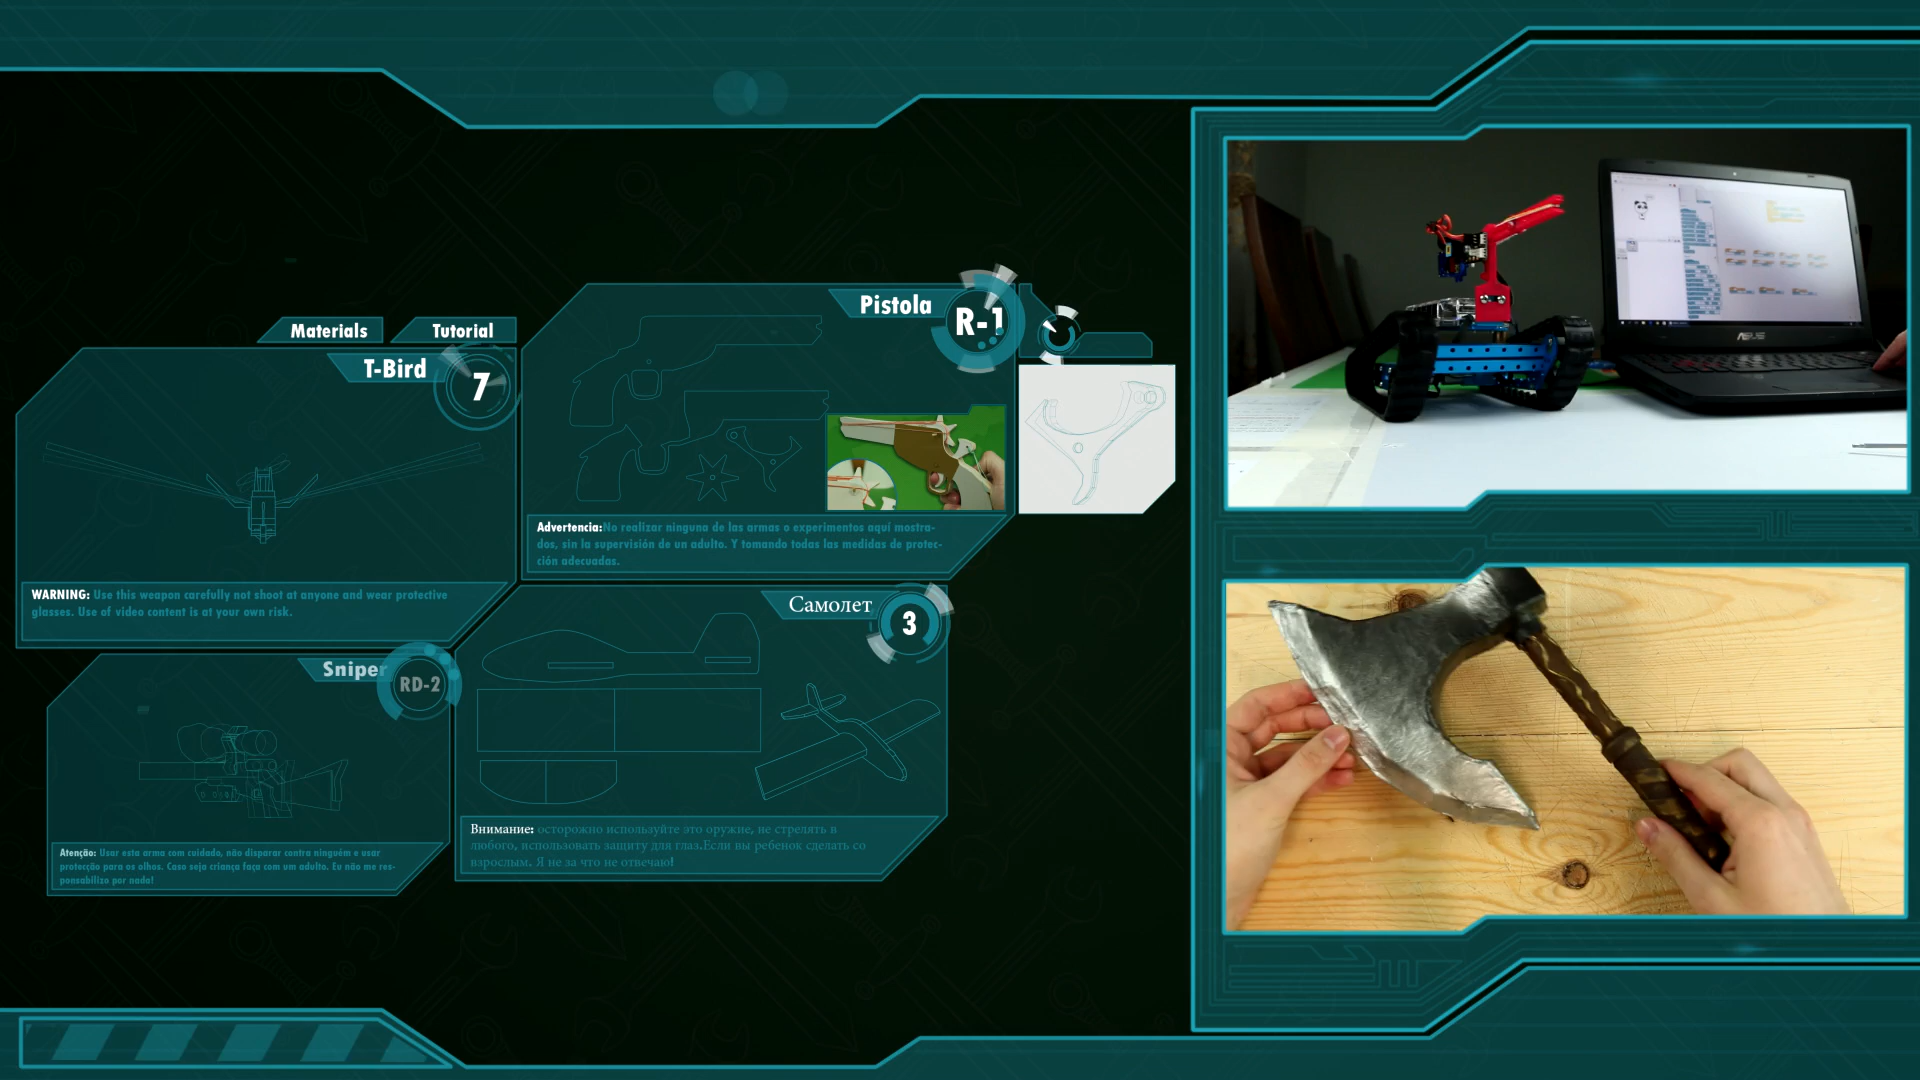 Materials
Tutorial
T-Bird
7
WARNING: Use this weapon carefully not shoot at anyone and wear protective
glasses. Use of video content is at your own risk.
Pistola
R-1
Advertencia:No realizar ninguna de las armas o experimentos aquí mostra-
dos, sin la supervisión de un adulto. Y tomando todas las medidas de protec-
ción adecuadas.
Sniper
RD-2
Atenção: Usar esta arma com cuidado, não disparar contra ninguém e usar
protecção para os olhos. Caso seja criança faça com um adulto. Eu não me res-
ponsabilizo por nada!
Самолет
3
Внимание: осторожно используйте это оружие, не стрелять в
любого, использовать защиту для глаз.Если вы ребенок сделать со
взрослым. Я не за что не отвечаю!
ASUS